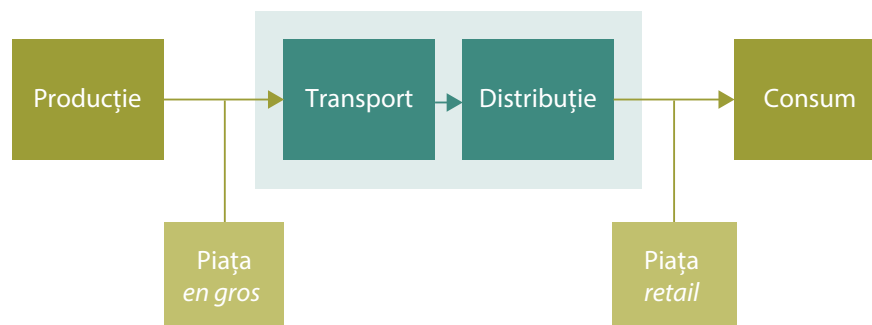 Producție
Transport
Distribuție
Consum
Piața
en gros
Piața
retail